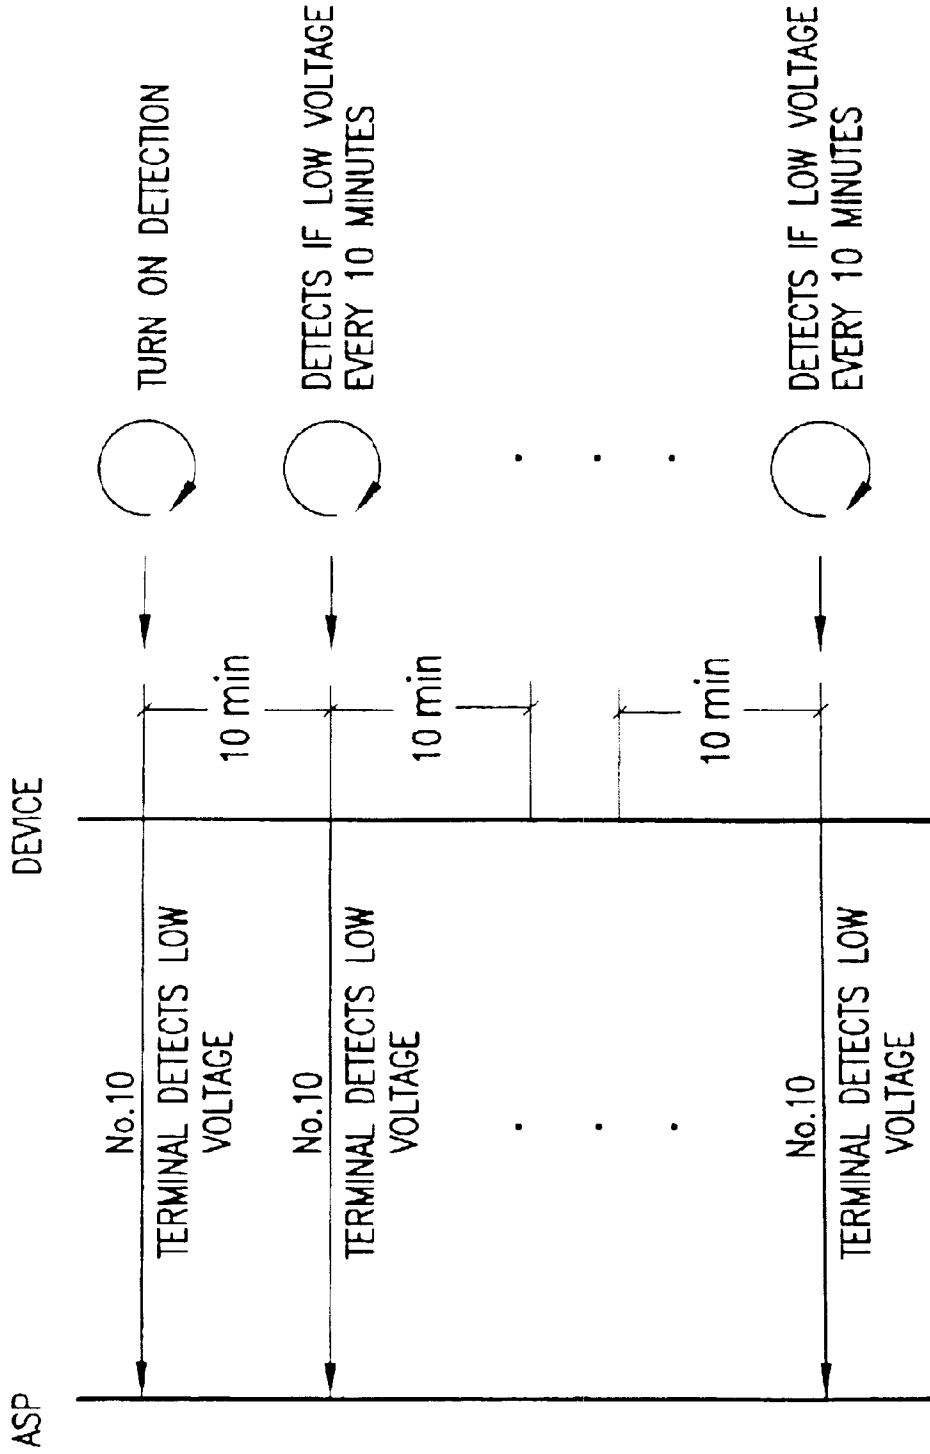 ASP
DEVICE
No.10
TERMINAL DETECTS LOW
VOLTAGE
10 min
TURN ON DETECTION
No.10
TERMINAL DETECTS LOW
VOLTAGE
10 min
DETECTS IF LOW VOLTAGE
EVERY 10 MINUTES
No.10
TERMINAL DETECTS LOW
VOLTAGE
10 min
DETECTS IF LOW VOLTAGE
EVERY 10 MINUTES